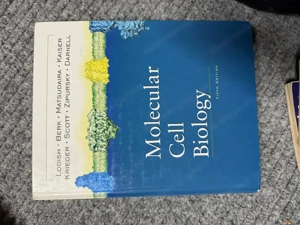 LODISH • BERK • MATSUDAIRA • KAISER
KRIEGER • SCOTT • ZIPURSKY • DARNELL
Molecular
Cell
Biology
Fifth Edition